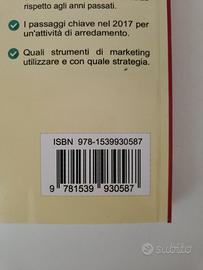 rispetto agli anni passati.
I passaggi chiave nel 2017 per
un'attività di arredamento.
Quali strumenti di marketing
utilizzare e con quale strategia.
ISBN 978-1539930587
9 781539 930587
subito